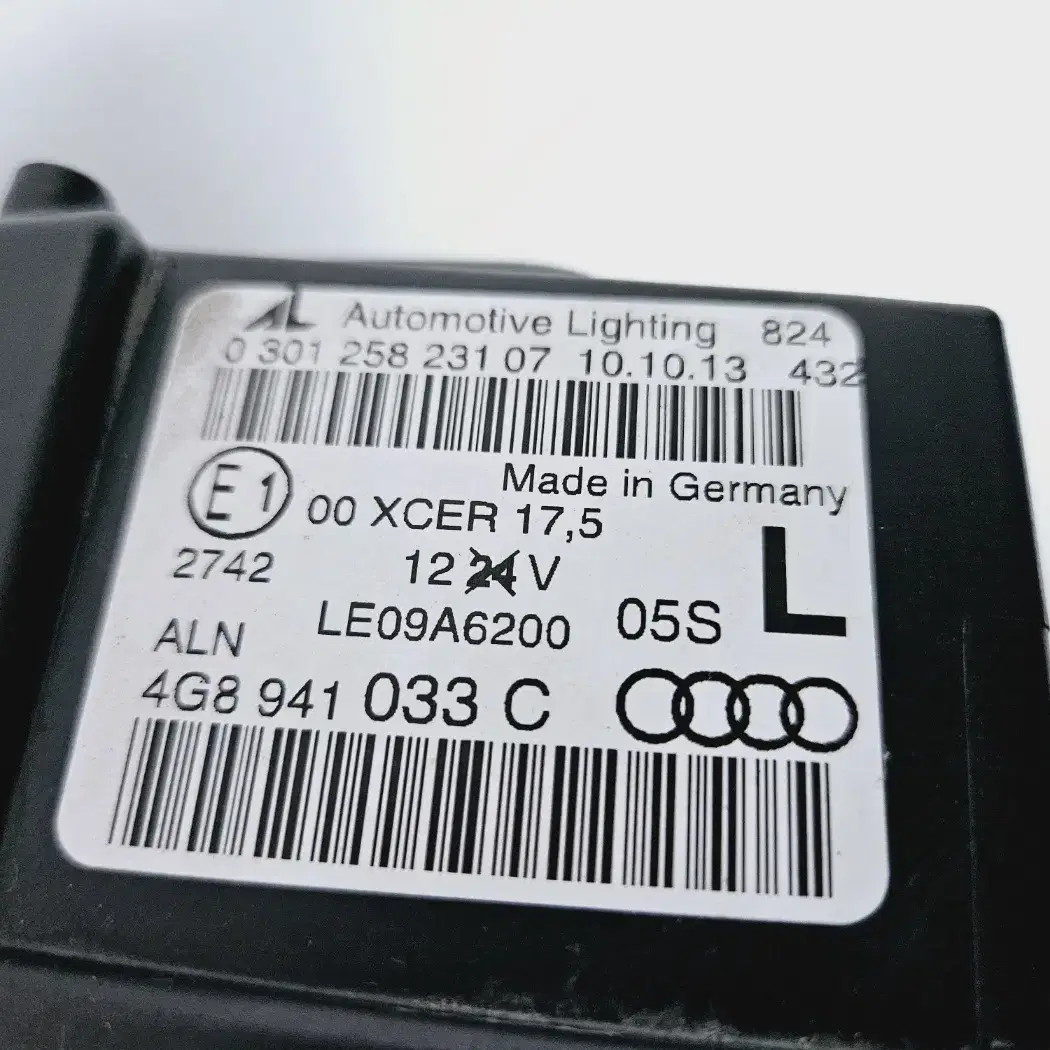 AL Automotive Lighting 824
0 301 258 231 07 10.10.13 432
Made in Germany
E1 00 XCER 17,5
2742 12 24 V L
LE09A6200 05S
ALN
4G8 941 033 C